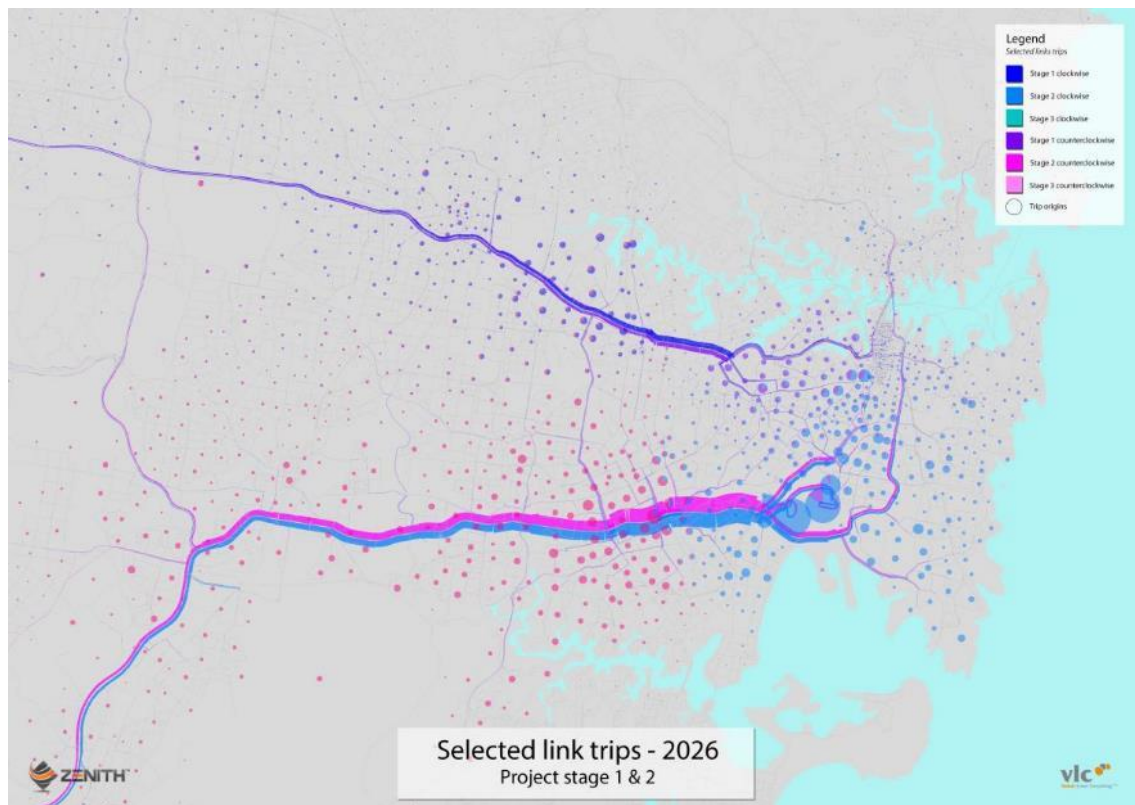 Legend
Selected links trips
Stage 1 clockwise
Stage 2 clockwise
Stage 3 clockwise
Stage 1 counterclockwise
Stage 2 counterclockwise
Stage 3 counterclockwise
Trip origins
Selected link trips - 2026
Project stage 1 & 2
ZENITH
vlc